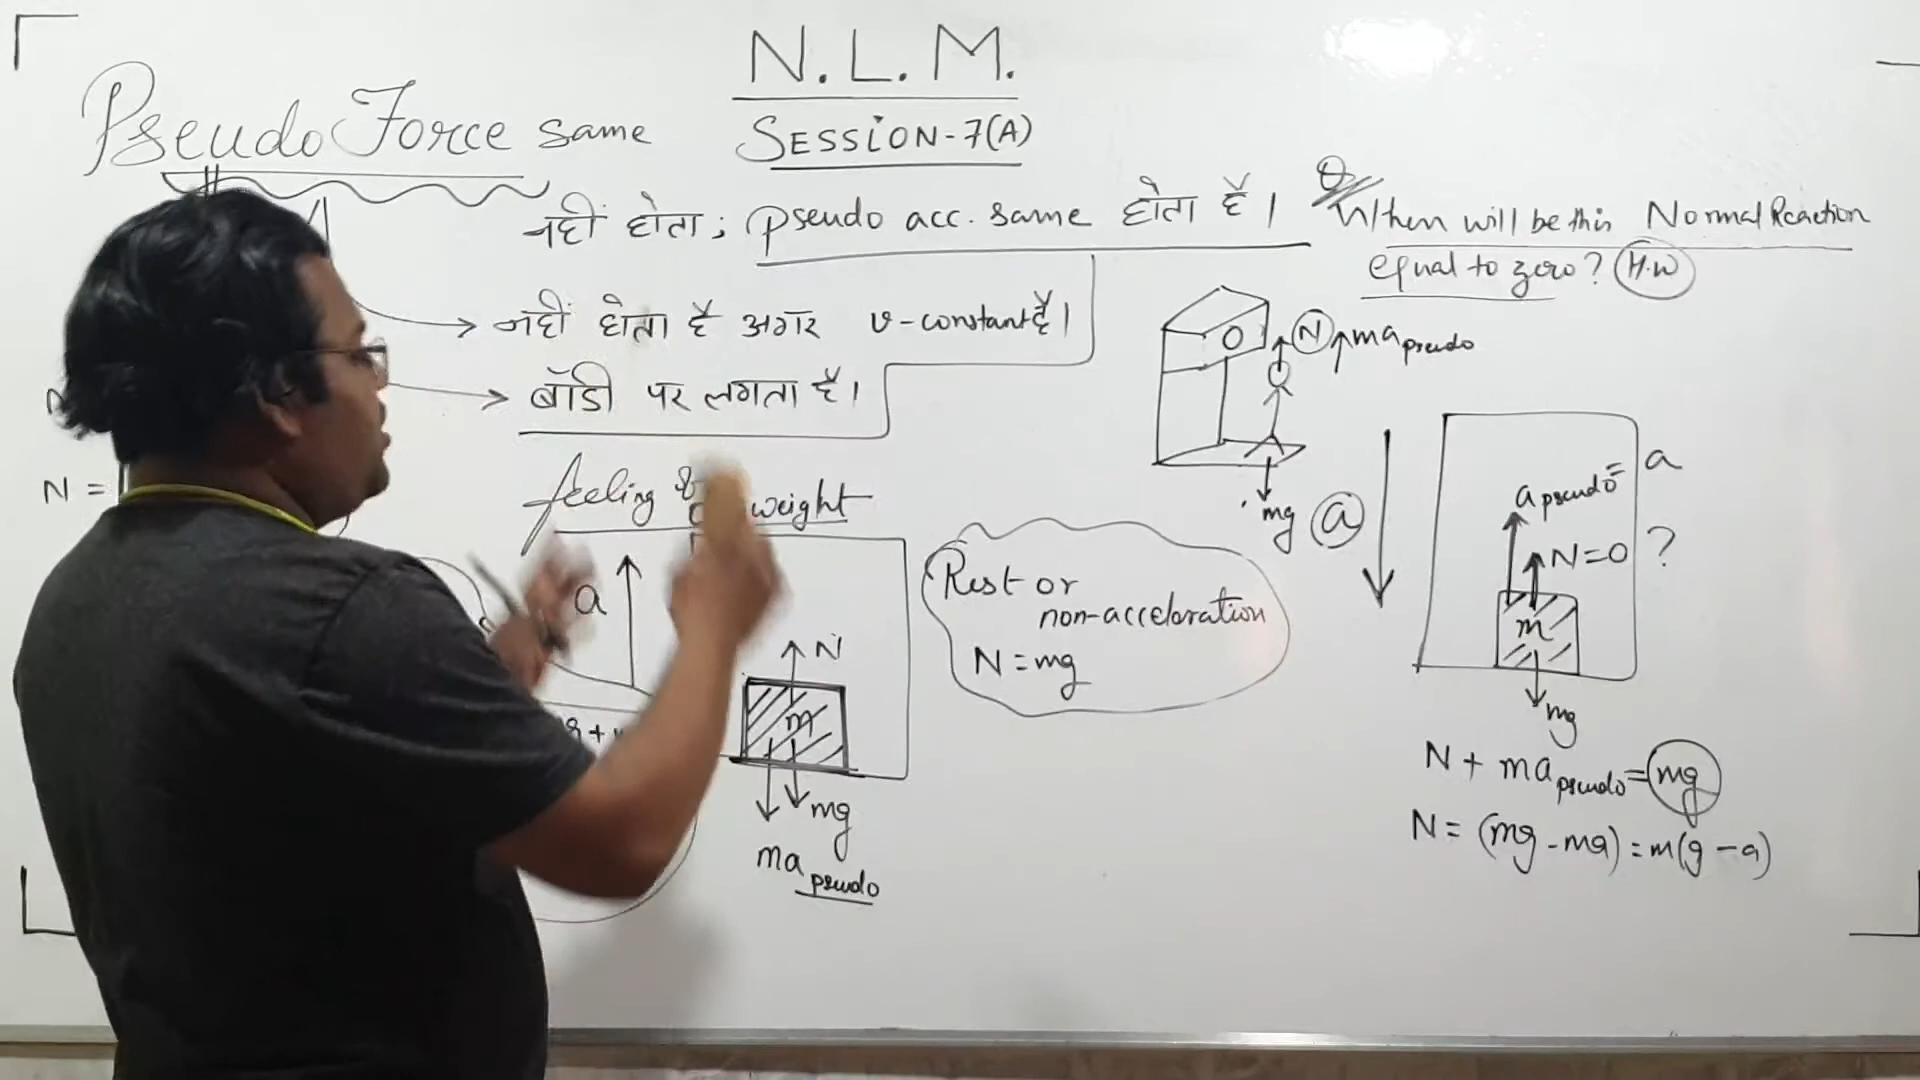 N.L.M.
SESSION-7(A)
Pseudo Force same
नहीं होता; pseudo acc. same होता है।
नहीं होता है अगर v-constant है।
बॉडी पर लगता है।
feeling of weight
N =
a
N
m
mg
ma pseudo
Rest or
non-acceleration
N = mg
Q
When will be this Normal Reaction
equal to zero? H.W
N ma pseudo
mg
a
a pseudo = a
N=0 ?
m
mg
N + ma pseudo = mg
N = (mg - ma) = m(g - a)